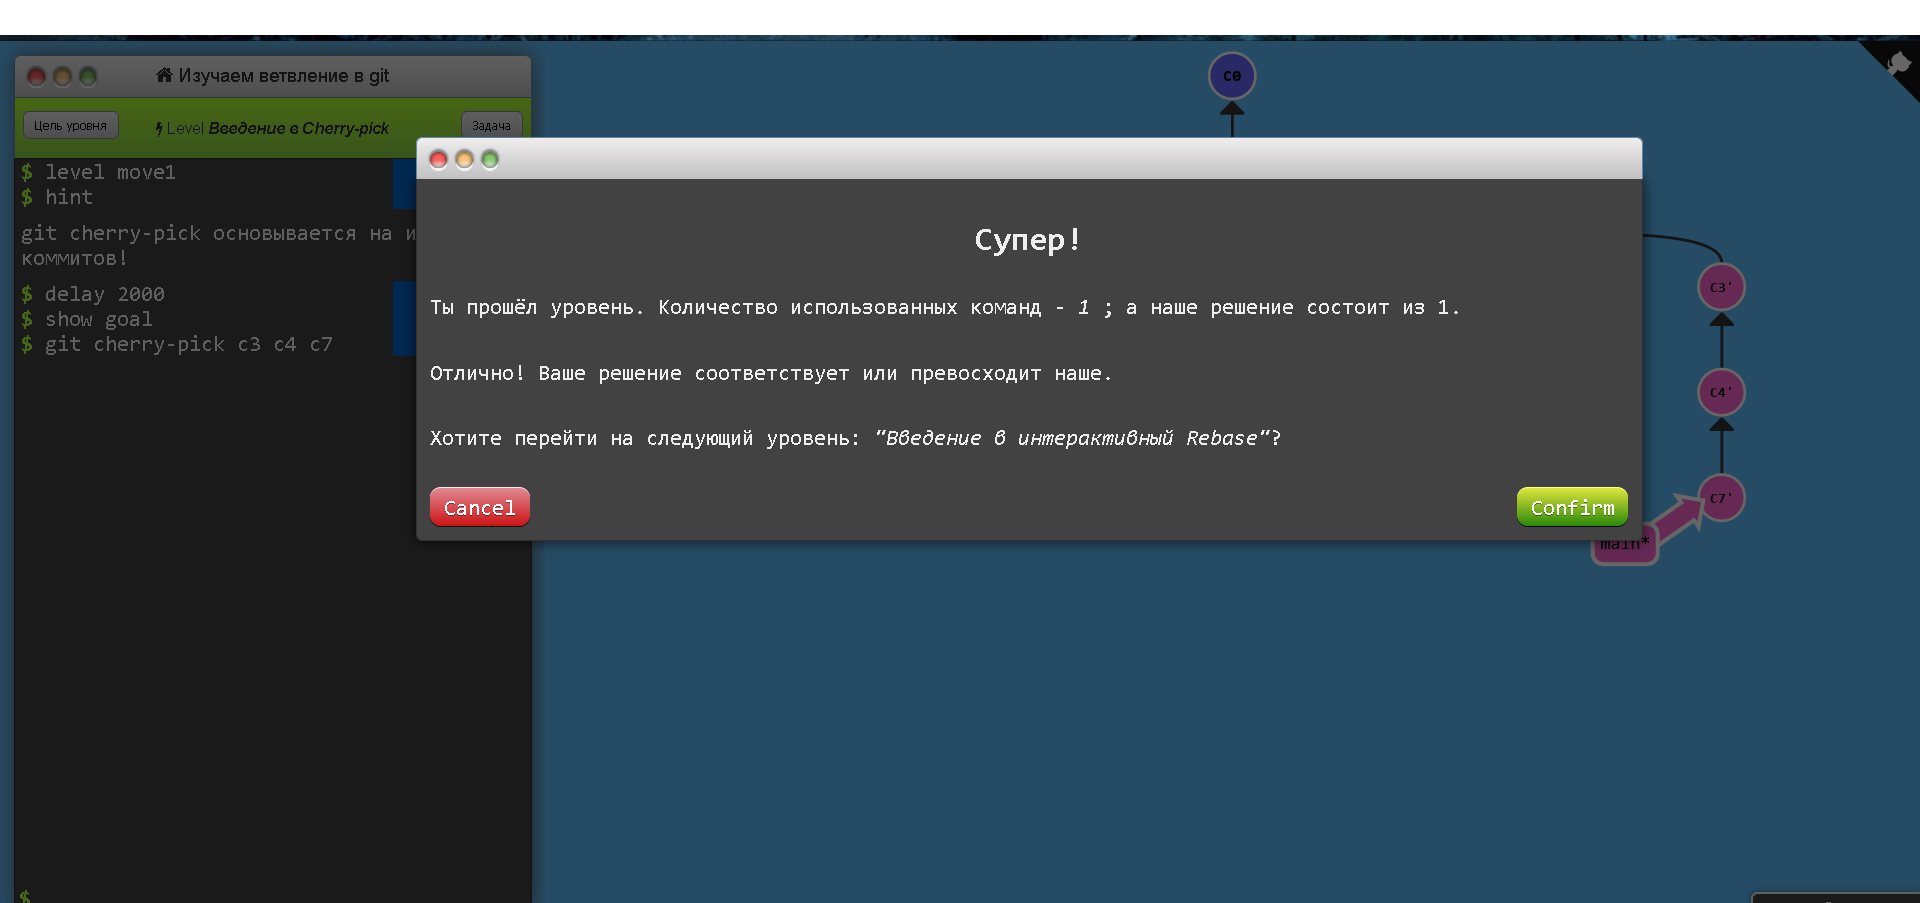 Изучаем ветвление в git
Цель уровня
Level Введение в Cherry-pick
Задача
$ level move1
$ hint
git cherry-pick основывается на и
коммитов!
$ delay 2000
$ show goal
$ git cherry-pick c3 c4 c7
$
C0
Супер!
Ты прошёл уровень. Количество использованных команд - 1 ; а наше решение состоит из 1.
Отлично! Ваше решение соответствует или превосходит наше.
Хотите перейти на следующий уровень: "Введение в интерактивный Rebase"?
Cancel
Confirm
C3'
C4'
C7'
main*